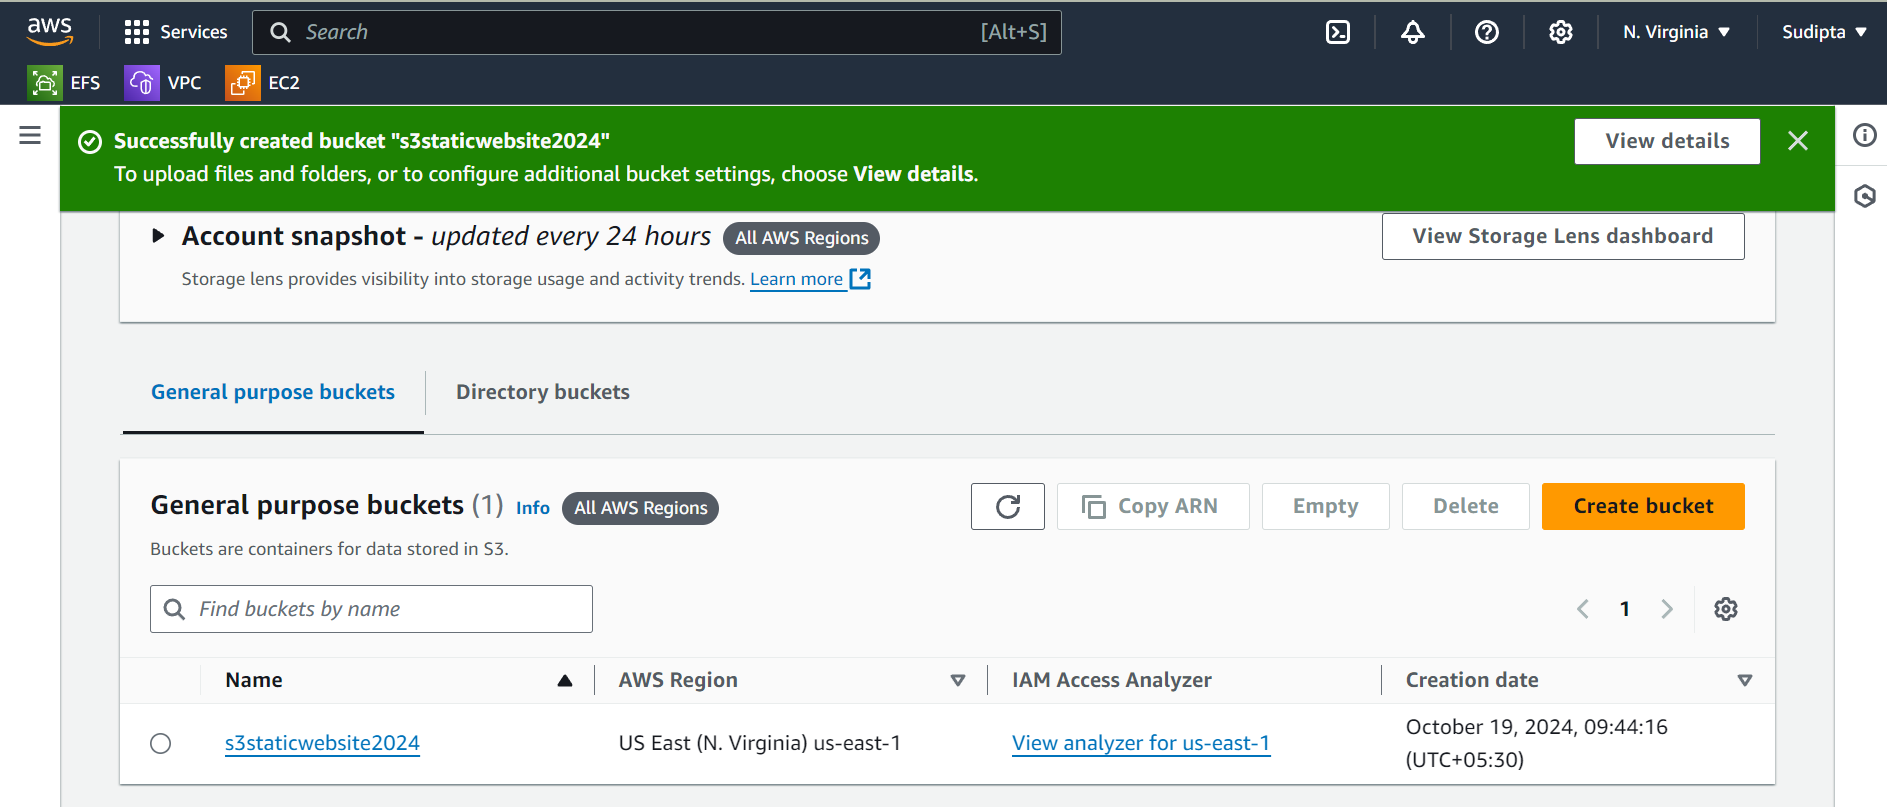 aws Services Search [Alt+S] N. Virginia Sudipta
EFS VPC EC2
Successfully created bucket "s3staticwebsite2024"
To upload files and folders, or to configure additional bucket settings, choose View details.
View details
Account snapshot - updated every 24 hours All AWS Regions
View Storage Lens dashboard
Storage lens provides visibility into storage usage and activity trends. Learn more
General purpose buckets Directory buckets
General purpose buckets (1) Info All AWS Regions
Copy ARN Empty Delete Create bucket
Buckets are containers for data stored in S3.
Find buckets by name
1
Name AWS Region IAM Access Analyzer Creation date
s3staticwebsite2024 US East (N. Virginia) us-east-1 View analyzer for us-east-1 October 19, 2024, 09:44:16
(UTC+05:30)